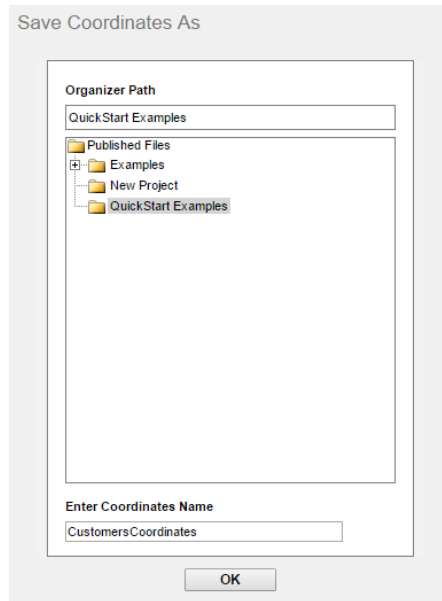 Save Coordinates As
Organizer Path
QuickStart Examples
Published Files
Examples
New Project
QuickStart Examples
Enter Coordinates Name
CustomersCoordinates
OK